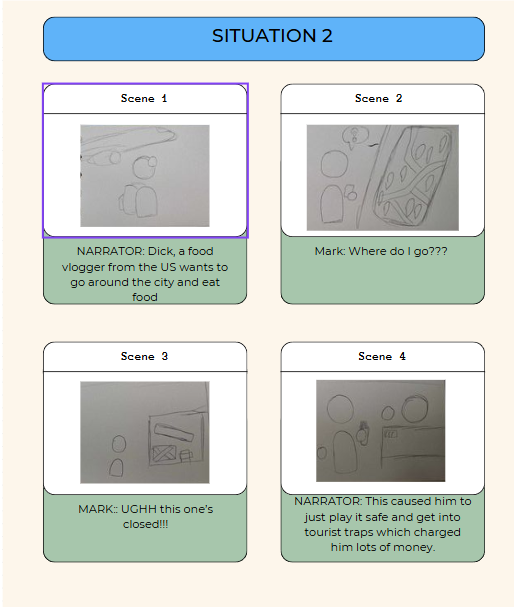 SITUATION 2
Scene 1
NARRATOR: Dick, a food
vlogger from the US wants to
go around the city and eat
food
Scene 2
Mark: Where do I go???
Scene 3
MARK:: UGHH this one's
closed!!!
Scene 4
NARRATOR: This caused him to
just play it safe and get into
tourist traps which charged
him lots of money.